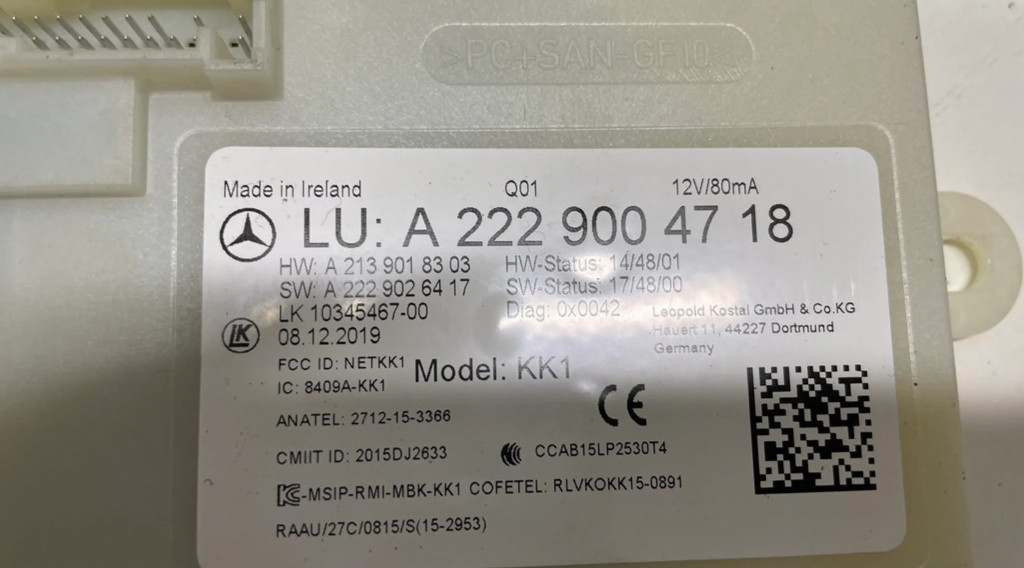 >PC+SAN-GF10<
Made in Ireland Q01 12V/80mA
LU: A 222 900 47 18
HW: A 213 901 83 03 HW-Status: 14/48/01
SW: A 222 902 64 17 SW-Status: 17/48/00
LK 10345467-00 Diag: 0x0042 Leopold Kostal GmbH & Co.KG
LK 08.12.2019 Hauert 11, 44227 Dortmund
Germany
FCC ID: NETKK1 Model: KK1
IC: 8409A-KK1
ANATEL: 2712-15-3366 CE
CMIIT ID: 2015DJ2633 CCAB15LP2530T4
KC-MSIP-RMI-MBK-KK1 COFETEL: RLVKOKK15-0891
RAAU/27C/0815/S(15-2953)